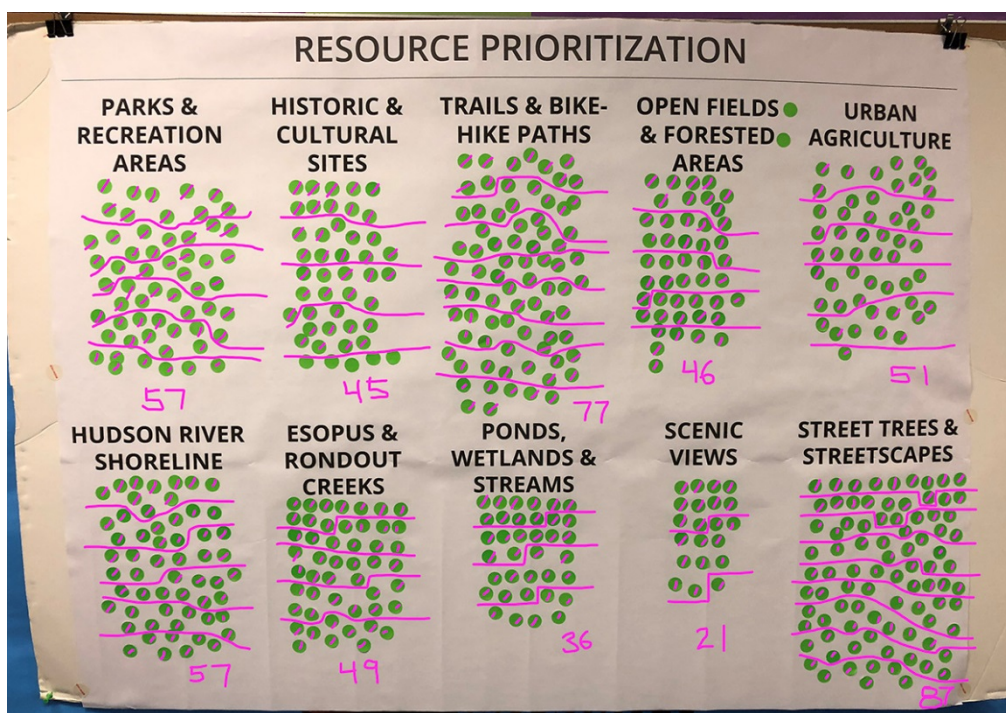 RESOURCE PRIORITIZATION
PARKS &
RECREATION
AREAS
57
HISTORIC &
CULTURAL
SITES
45
TRAILS & BIKE-
HIKE PATHS
77
OPEN FIELDS
& FORESTED
AREAS
46
URBAN
AGRICULTURE
51
HUDSON RIVER
SHORELINE
57
ESOPUS &
RONDOUT
CREEKS
49
PONDS,
WETLANDS &
STREAMS
36
SCENIC
VIEWS
21
STREET TREES &
STREETSCAPES
87